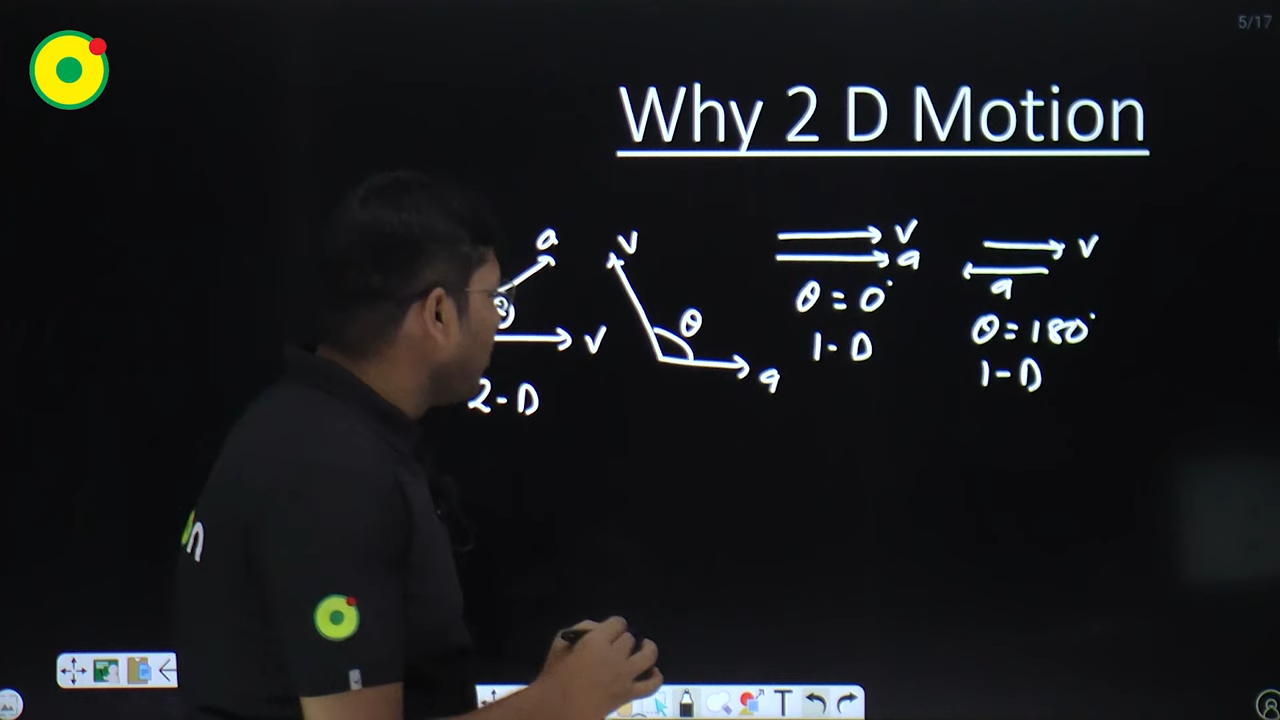 5/17
Why 2 D Motion
a
v
2-D
v
θ
a
v
a
θ = 0°
1-D
v
a
θ = 180°
1-D
n
T